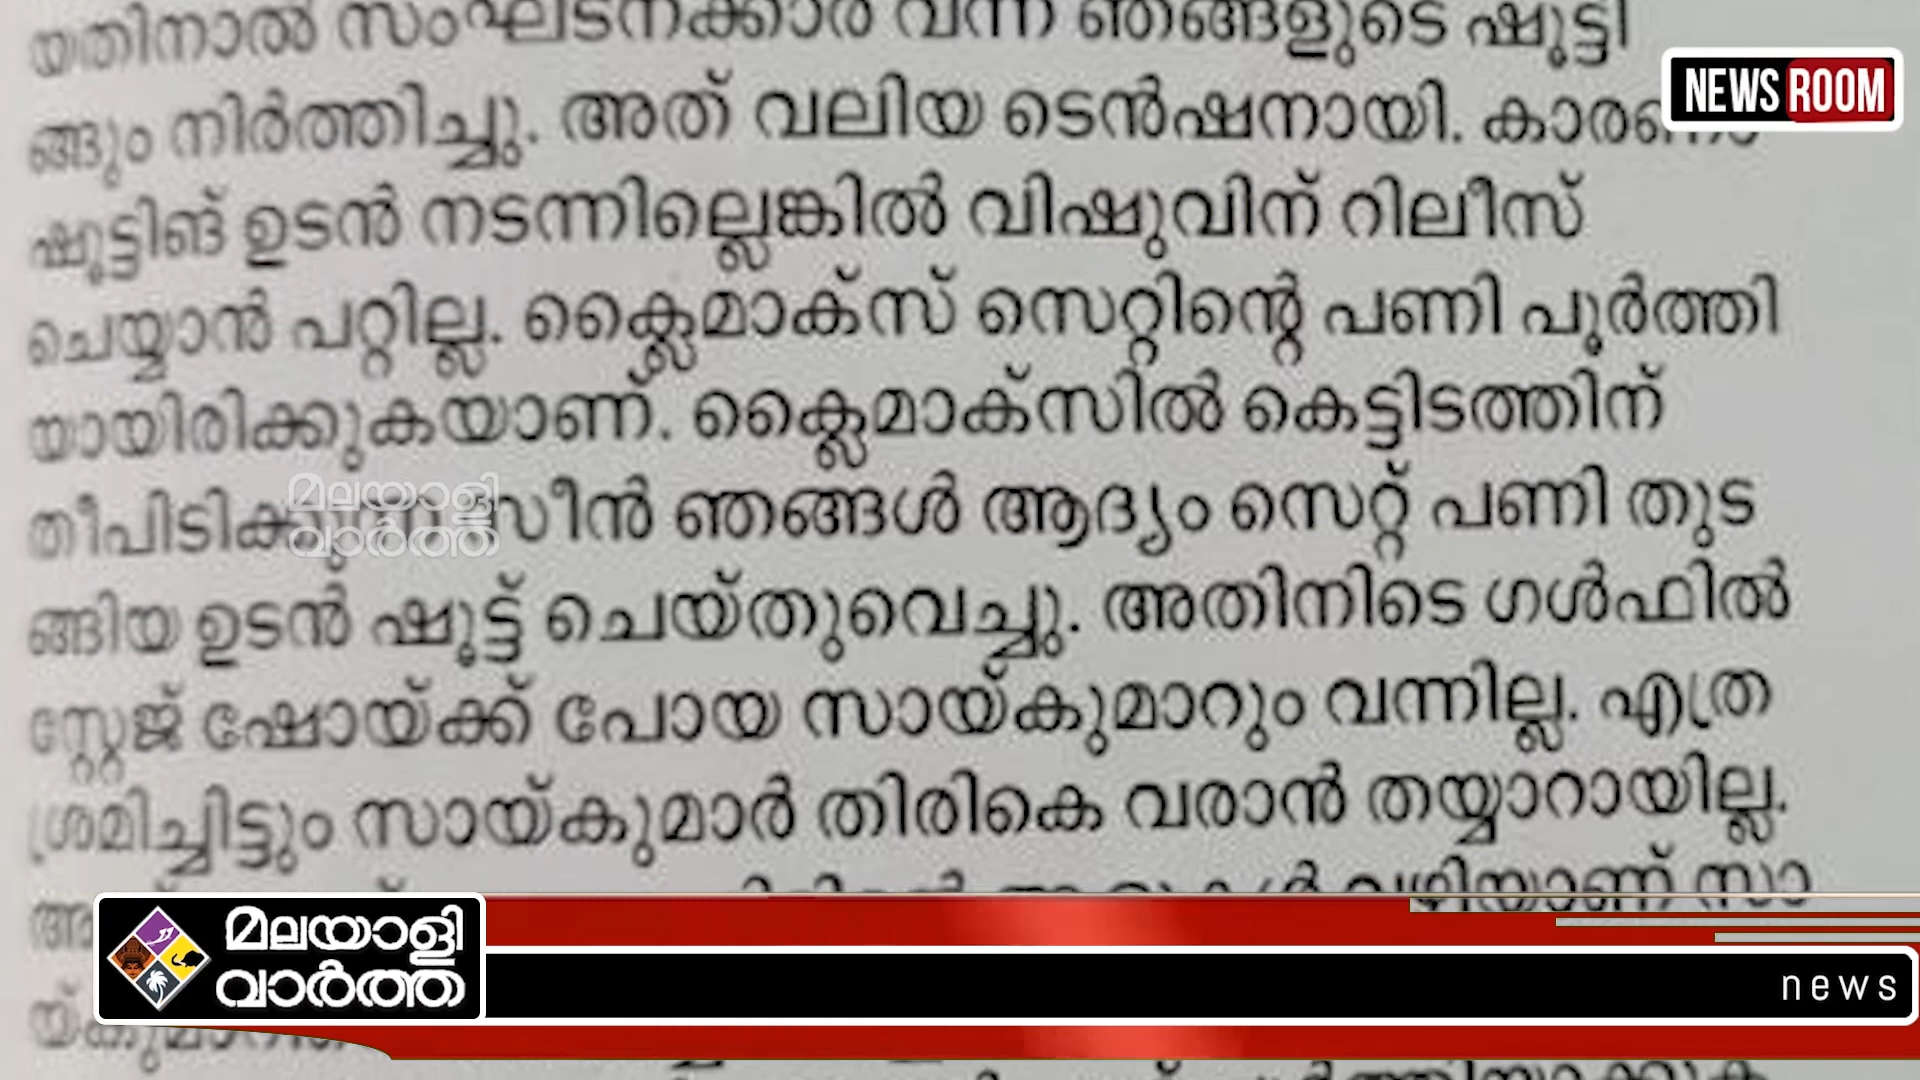 യതിനാൽ സംഘടനക്കാർ വന്ന് ഞങ്ങളുടെ ഷൂട്ടി
NEWS ROOM
ങ്ങും നിർത്തിച്ചു. അത് വലിയ ടെൻഷനായി. കാരണം
ഷൂട്ടിങ് ഉടൻ നടന്നില്ലെങ്കിൽ വിഷുവിന് റിലീസ്
ചെയ്യാൻ പറ്റില്ല. ക്ലൈമാക്സ് സെറ്റിന്റെ പണി പൂർത്തി
യായിരിക്കുകയാണ്. ക്ലൈമാക്സിൽ കെട്ടിടത്തിന്
തീപിടിക്കുന്ന സീൻ ഞങ്ങൾ ആദ്യം സെറ്റ് പണി തുട
മലയാളി
വാർത്ത
ങ്ങിയ ഉടൻ ഷൂട്ട് ചെയ്തുവെച്ചു. അതിനിടെ ഗൾഫിൽ
സ്റ്റേജ് ഷോയ്ക്ക് പോയ സായ്കുമാറും വന്നില്ല. എത്ര
ശ്രമിച്ചിട്ടും സായ്കുമാർ തിരികെ വരാൻ തയ്യാറായില്ല.
വഴിയാണ് സാ
മലയാളി
വാർത്ത
news